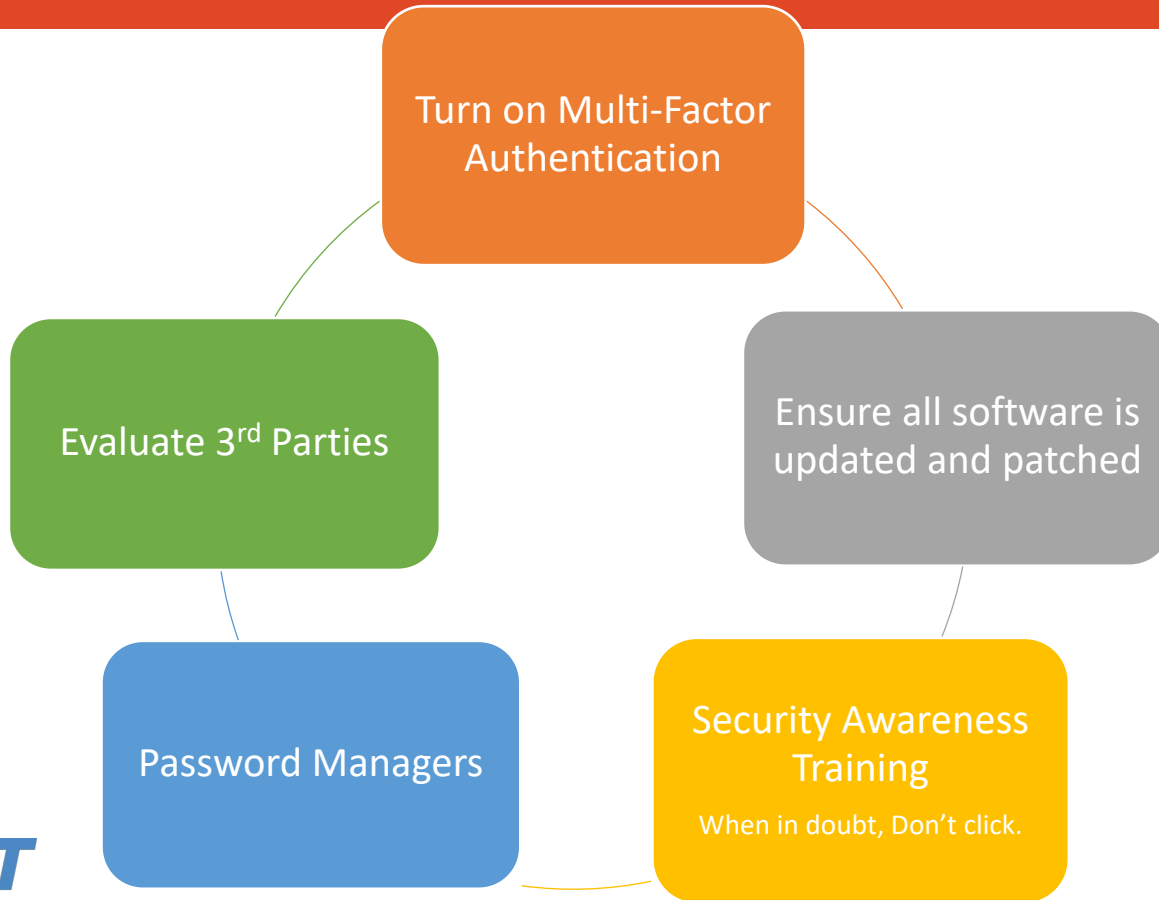 Turn on Multi-Factor
Authentication
Ensure all software is
updated and patched
Security Awareness
Training
When in doubt, Don’t click.
Password Managers
Evaluate 3rd Parties
T